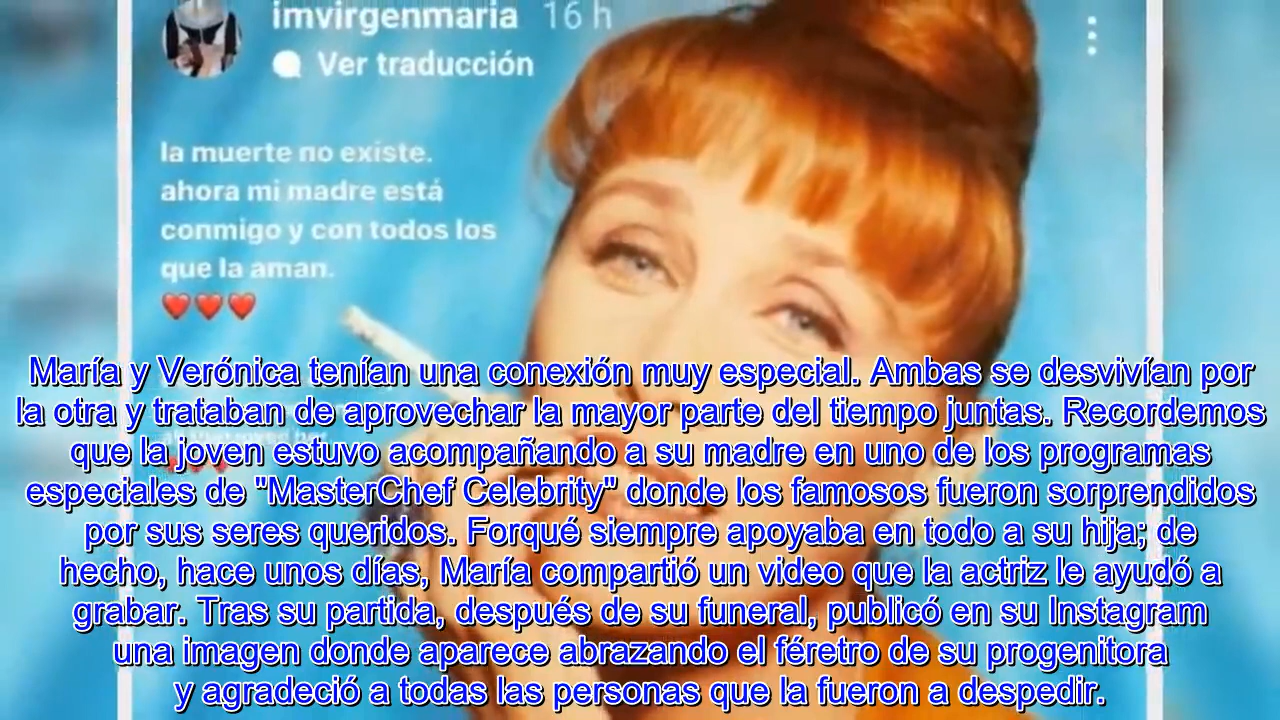 imvirgenmaria 16 h
Ver traducción
la muerte no existe.
ahora mi madre está
conmigo y con todos los
que la aman.
María y Verónica tenían una conexión muy especial. Ambas se desvivían por
la otra y trataban de aprovechar la mayor parte del tiempo juntas. Recordemos
que la joven estuvo acompañando a su madre en uno de los programas
especiales de "MasterChef Celebrity" donde los famosos fueron sorprendidos
por sus seres queridos. Forqué siempre apoyaba en todo a su hija; de
hecho, hace unos días, María compartió un video que la actriz le ayudó a
grabar. Tras su partida, después de su funeral, publicó en su Instagram
una imagen donde aparece abrazando el féretro de su progenitora
y agradeció a todas las personas que la fueron a despedir.